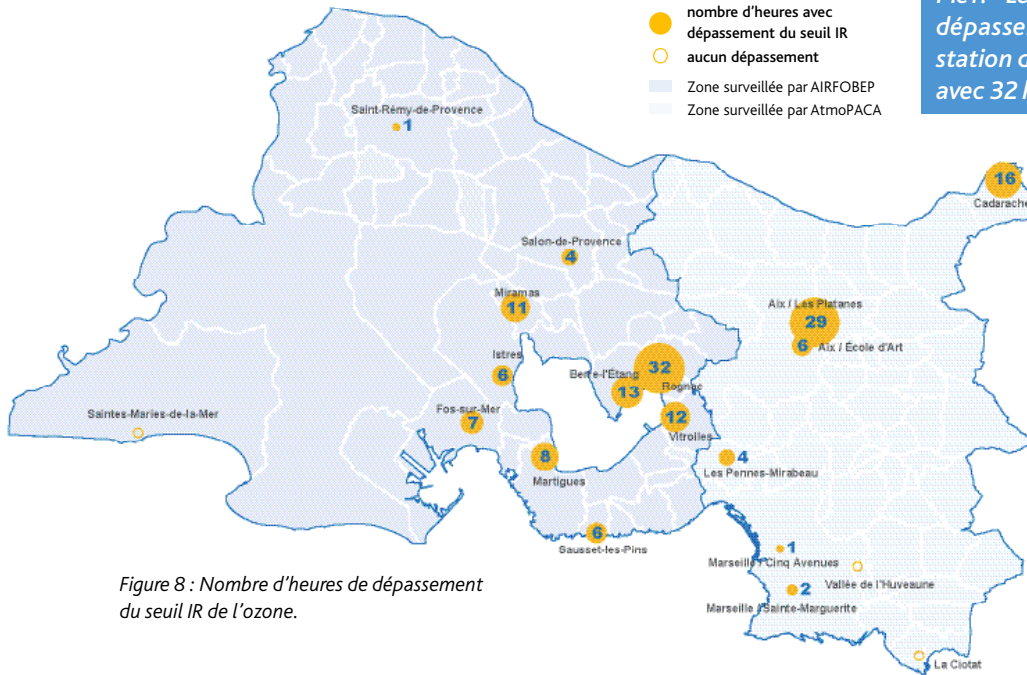 nombre d'heures avec
dépassement du seuil IR
aucun dépassement
Zone surveillée par AIRFOBEP
Zone surveillée par AtmoPACA
dépasse
station
avec 32
Saint-Rémy-de-Provence
1
16
Cadarache
Salon-de-Provence
4
Miramas
11
Aix / Les Platanes
29
6
Aix / École d'Art
Istres
6
Berre-l'Étang
13
32
Rognac
Saintes-Maries-de-la-Mer
Fos-sur-Mer
7
12
Vitrolles
8
Martigues
4
Les Pennes-Mirabeau
6
Sausset-les-Pins
1
Marseille / Cinq Avenues
Vallée de l'Huveaune
2
Marseille / Sainte-Marguerite
La Ciotat
Figure 8 : Nombre d'heures de dépassement
du seuil IR de l'ozone.